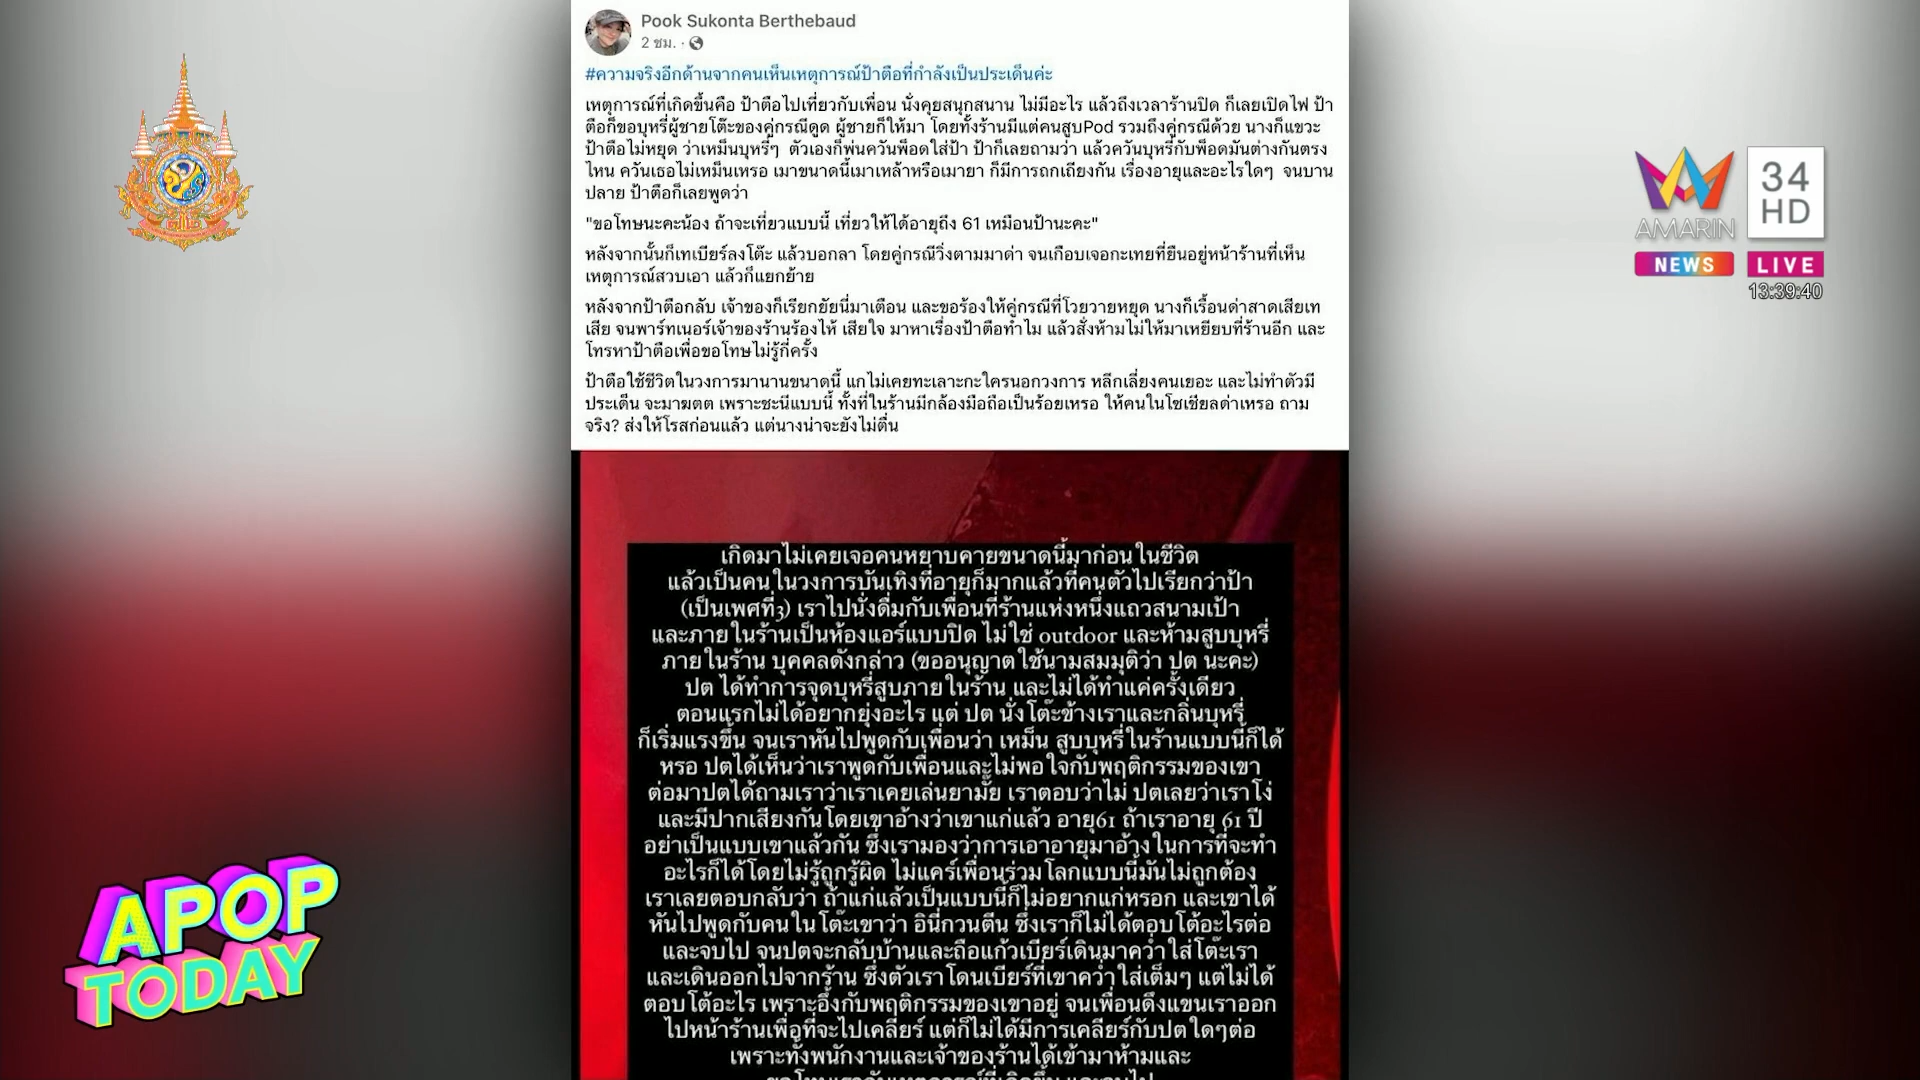 Pook Sukonta Berthebaud
2 ชม. ·
#ความจริงอีกด้านจากคนเห็นเหตุการณ์ป้าตือที่กำลังเป็นประเด็นค่ะ
เหตุการณ์ที่เกิดขึ้นคือ ป้าตือไปเที่ยวกับเพื่อน นั่งคุยสนุกสนาน ไม่มีอะไร แล้วถึงเวลาร้านปิด ก็เลยเปิดไฟ ป้า
ตือก็ขอบุหรี่ผู้ชายโต๊ะของคู่กรณีดูด ผู้ชายก็ให้มา โดยทั้งร้านมีแต่คนสูบPod รวมถึงคู่กรณีด้วย นางก็แขวะ
ป้าตือไม่หยุด ว่าเหม็นบุหรี่ๆ ตัวเองก็พ่นควันพ็อดใส่ป้า ป้าก็เลยถามว่า แล้วควันบุหรี่กับพ็อดมันต่างกันตรง
ไหน ควันเธอไม่เหม็นเหรอ เมาขนาดนี้เมาเหล้าหรือเมายา ก็มีการถกเถียงกัน เรื่องอายุและอะไรใดๆ จนบาน
ปลาย ป้าตือก็เลยพูดว่า
"ขอโทษนะคะน้อง ถ้าจะเที่ยวแบบนี้ เที่ยวให้ได้อายุถึง 61 เหมือนป้านะคะ"
หลังจากนั้นก็เทเบียร์ลงโต๊ะ แล้วบอกลา โดยคู่กรณีวิ่งตามมาด่า จนเกือบเจอกะเทยที่ยืนอยู่หน้าร้านที่เห็น
เหตุการณ์สวบเอา แล้วก็แยกย้าย
หลังจากป้าตือกลับ เจ้าของก็เรียกยัยนี่มาเตือน และขอร้องให้คู่กรณีที่โวยวายหยุด นางก็เรื้อนด่าสาดเสียเท
เสีย จนพาร์ทเนอร์เจ้าของร้านร้องไห้ เสียใจ มาหาเรื่องป้าตือทำไม แล้วสั่งห้ามไม่ให้มาเหยียบที่ร้านอีก และ
โทรหาป้าตือเพื่อขอโทษไม่รู้กี่ครั้ง
ป้าตือใช้ชีวิตในวงการมานานขนาดนี้ แกไม่เคยทะเลาะกะใครนอกวงการ หลีกเลี่ยงคนเยอะ และไม่ทำตัวมี
ประเด็น จะมาฆตต เพราะชะนีแบบนี้ ทั้งที่ในร้านมีกล้องมือถือเป็นร้อยเหรอ ให้คนในโซเชียลด่าเหรอ ถาม
จริง? ส่งให้โรสก่อนแล้ว แต่นางน่าจะยังไม่ตื่น
เกิดมาไม่เคยเจอคนหยาบคายขนาดนี้มาก่อนในชีวิต
แล้วเป็นคนในวงการบันเทิงที่อายุก็มากแล้วที่คนตัวไปเรียกว่าป้า
(เป็นเพศที่3) เราไปนั่งดื่มกับเพื่อนที่ร้านแห่งหนึ่งแถวสนามเป้า
และภายในร้านเป็นห้องแอร์แบบปิด ไม่ใช่ outdoor และห้ามสูบบุหรี่
ภายในร้าน บุคคลดังกล่าว (ขออนุญาตใช้นามสมมุติว่า ปต นะคะ)
ปต ได้ทำการจุดบุหรี่สูบภายในร้าน และไม่ได้ทำแค่ครั้งเดียว
ตอนแรกไม่ได้อยากยุ่งอะไร แต่ ปต นั่งโต๊ะข้างเราและกลิ่นบุหรี่
ก็เริ่มแรงขึ้น จนเราหันไปพูดกับเพื่อนว่า เหม็น สูบบุหรี่ในร้านแบบนี้ก็ได้
หรอ ปตได้เห็นว่าเราพูดกับเพื่อนและไม่พอใจกับพฤติกรรมของเขา
ต่อมาปตได้ถามเราว่าเราเคยเล่นยามั้ย เราตอบว่าไม่ ปตเลยว่าเราโง่
และมีปากเสียงกันโดยเขาอ้างว่าเขาแก่แล้ว อายุ61 ถ้าเราอายุ 61 ปี
อย่าเป็นแบบเขาแล้วกัน ซึ่งเรามองว่าการเอาอายุมาอ้างในการที่จะทำ
อะไรก็ได้โดยไม่รู้ถูกรู้ผิด ไม่แคร์เพื่อนร่วมโลกแบบนี้มันไม่ถูกต้อง
เราเลยตอบกลับว่า ถ้าแก่แล้วเป็นแบบนี้ก็ไม่อยากแก่หรอก และเขาได้
หันไปพูดกับคนในโต๊ะเขาว่า อินี่กวนตีน ซึ่งเราก็ไม่ได้ตอบโต้อะไรต่อ
และจบไป จนปตจะกลับบ้านและถือแก้วเบียร์เดินมาคว่ำใส่โต๊ะเรา
และเดินออกไปจากร้าน ซึ่งตัวเราโดนเบียร์ที่เขาคว่ำใส่เต็มๆ แต่ไม่ได้
ตอบโต้อะไร เพราะอึ้งกับพฤติกรรมของเขาอยู่ จนเพื่อนดึงแขนเราออก
ไปหน้าร้านเพื่อที่จะไปเคลียร์ แต่ก็ไม่ได้มีการเคลียร์กับปตใดๆต่อ
เพราะทั้งพนักงานและเจ้าของร้านได้เข้ามาห้ามและ
AMARIN
34
HD
NEWS
LIVE
13:39:40
APOP
TODAY